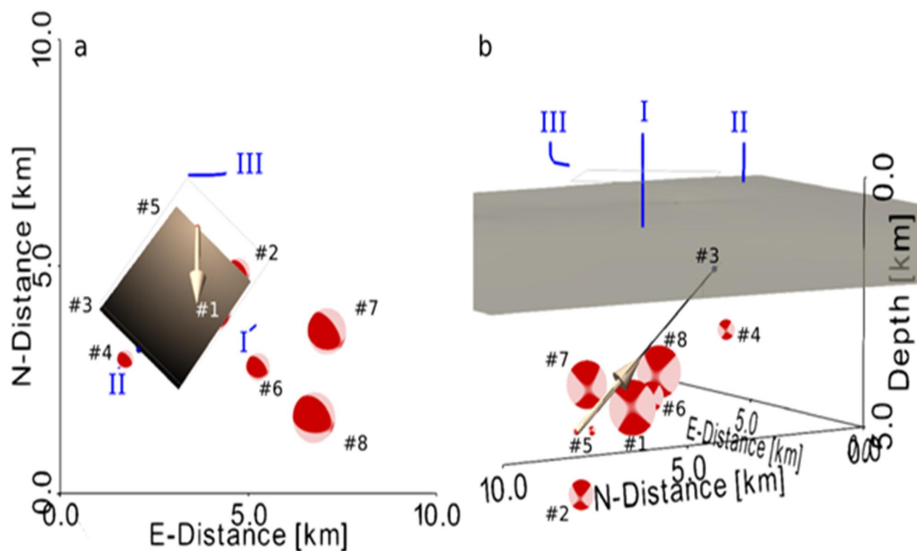 a
10.0
5.0
0.0
N-Distance [km]
0.0
5.0
10.0
E-Distance [km]
III
#5
#2
#3
#1
#7
#4
I´
II
#6
#8
b
III
I
II
0.0
#3
Depth [km]
#8
#4
#7
#6
#5
#1
5.0
E-Distance [km]
0.0
5.0
10.0
5.0
N-Distance [km]
#2